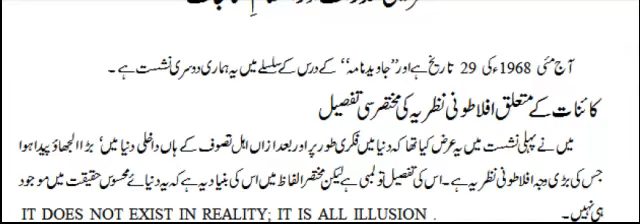 آج مئی 1968ء کی 29 تاریخ ہے اور ’’جاوید نامہ‘‘ کے درس کے سلسلے میں یہ ہماری دوسری نشست ہے۔
کائنات کے متعلق افلاطونی نظریہ کی مختصر سی تفصیل
میں نے پہلی نشست میں یہ عرض کیا تھا کہ دنیا میں فکری طور پر اور بعد ازاں اہل تصوف کے ہاں داخلی دنیا میں‘ بڑا الجھاؤ پیدا ہوا
جس کی بڑی وجہ افلاطونی نظریہ ہے۔ اس کی تفصیل تو لمبی ہے لیکن مختصر الفاظ میں اس کی بنیاد یہ ہے کہ یہ دنیائے محسوس حقیقت میں موجود
ہی نہیں۔ IT DOES NOT EXIST IN REALITY; IT IS ALL ILLUSION .